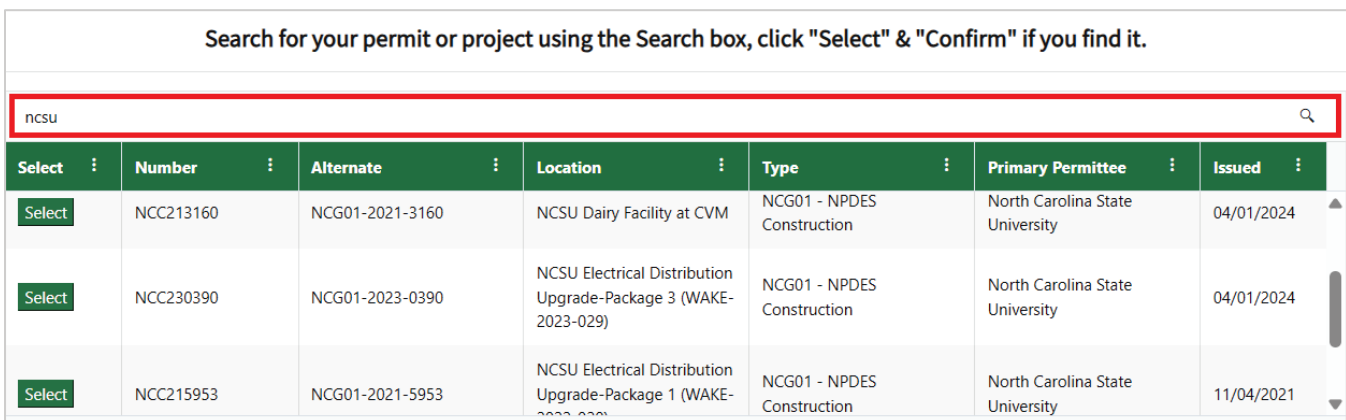 Search for your permit or project using the Search box, click "Select" & "Confirm" if you find it.
ncsu
Select Number Alternate Location Type Primary Permittee Issued
Select NCC213160 NCG01-2021-3160 NCSU Dairy Facility at CVM NCG01 - NPDES Construction North Carolina State University 04/01/2024
Select NCC230390 NCG01-2023-0390 NCSU Electrical Distribution Upgrade-Package 3 (WAKE-2023-029) NCG01 - NPDES Construction North Carolina State University 04/01/2024
Select NCC215953 NCG01-2021-5953 NCSU Electrical Distribution Upgrade-Package 1 (WAKE- NCG01 - NPDES Construction North Carolina State University 11/04/2021